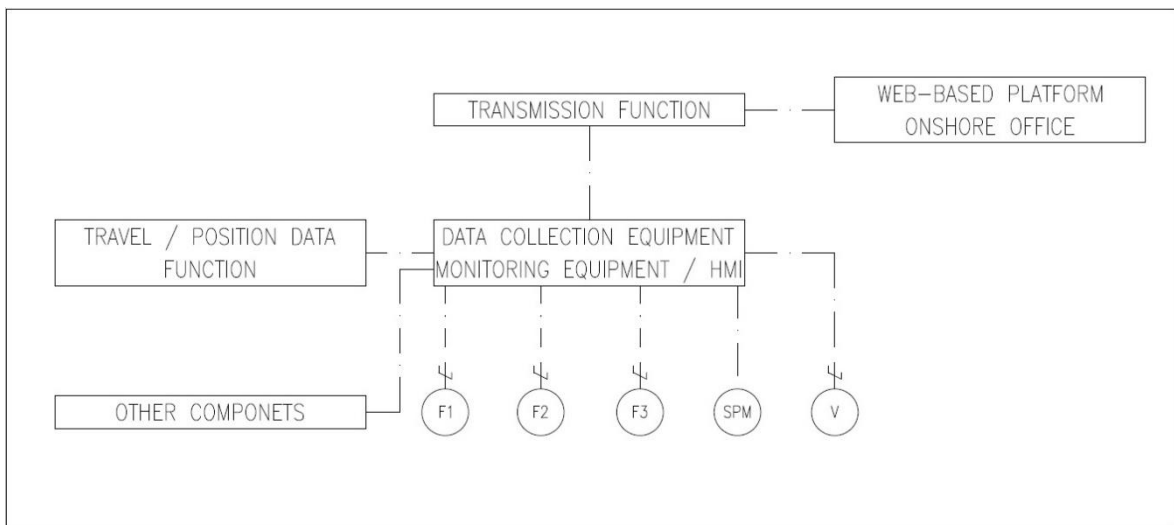 TRANSMISSION FUNCTION
WEB-BASED PLATFORM
ONSHORE OFFICE
TRAVEL / POSITION DATA
FUNCTION
DATA COLLECTION EQUIPMENT
MONITORING EQUIPMENT / HMI
OTHER COMPONETS
F1
F2
F3
SPM
V